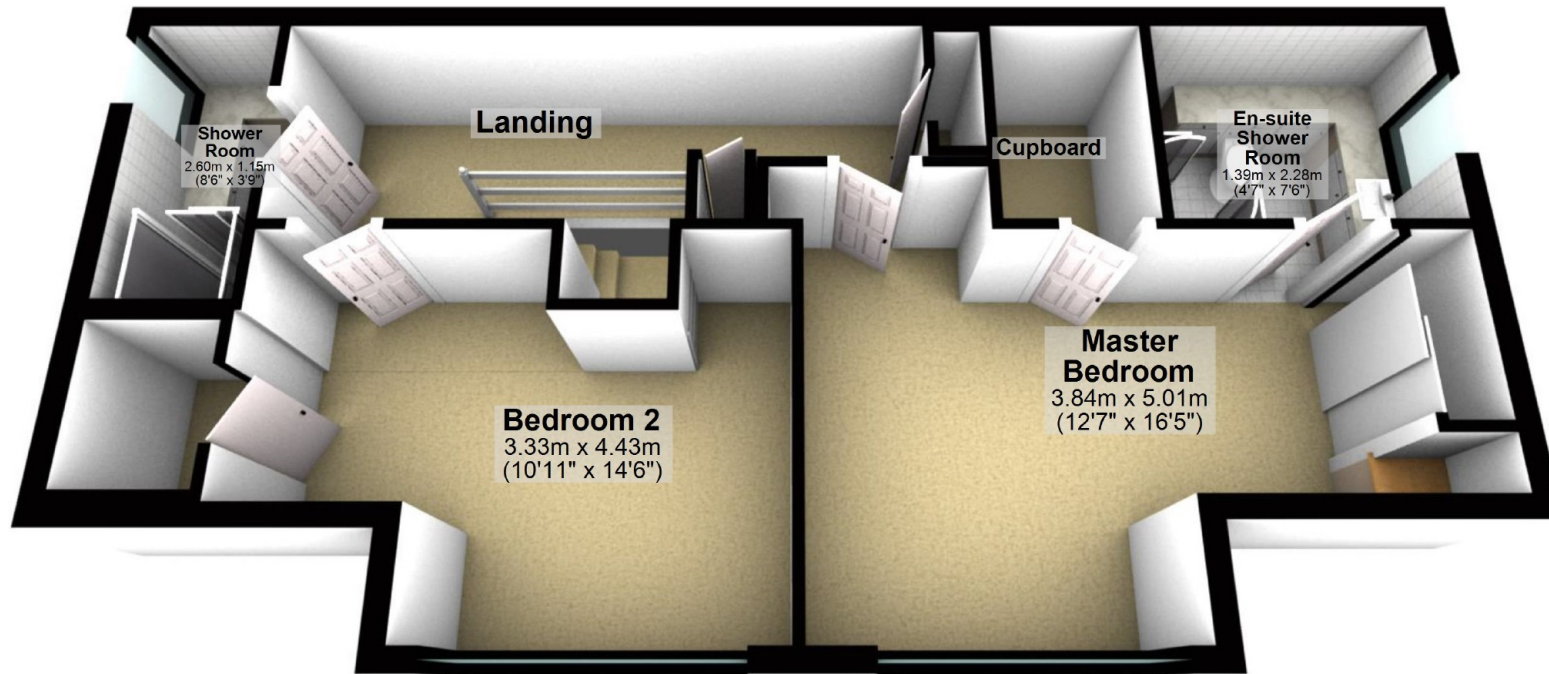 Landing
Shower
Room
2.60m x 1.15m
(8'6" x 3'9")
Cupboard
En-suite
Shower
Room
1.39m x 2.28m
(4'7" x 7'6")
Master
Bedroom
3.84m x 5.01m
(12'7" x 16'5")
Bedroom 2
3.33m x 4.43m
(10'11" x 14'6")